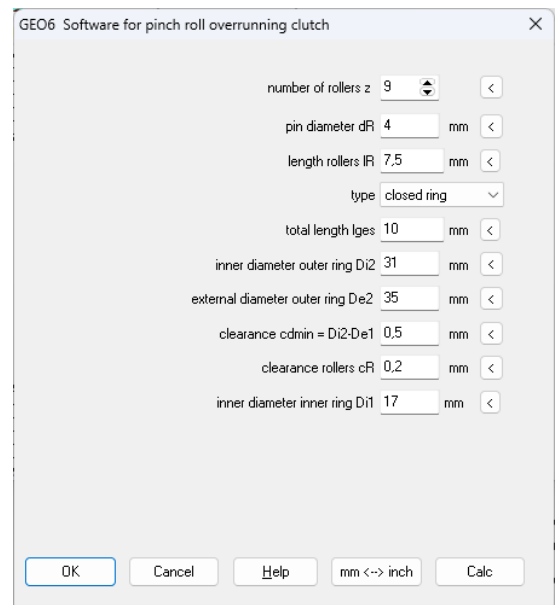 GEO6 Software for pinch roll overrunning clutch
number of rollers z 9 <
pin diameter dR 4 mm <
length rollers lR 7,5 mm <
type closed ring
total length lges 10 mm <
inner diameter outer ring Di2 31 mm <
external diameter outer ring De2 35 mm <
clearance cdmin = Di2-De1 0,5 mm <
clearance rollers cR 0,2 mm <
inner diameter inner ring Di1 17 mm <
OK Cancel Help mm <--> inch Calc